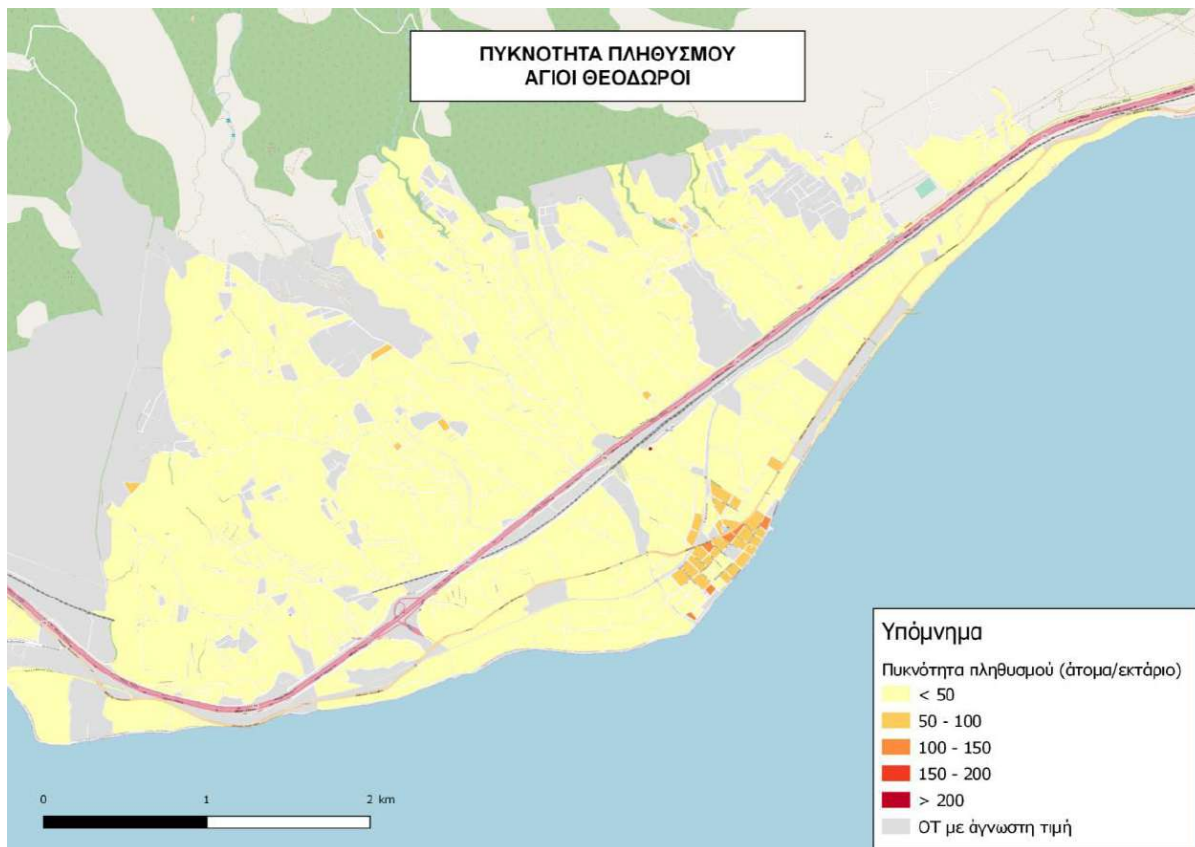 ΠΥΚΝΟΤΗΤΑ ΠΛΗΘΥΣΜΟΥ
ΑΓΙΟΙ ΘΕΟΔΩΡΟΙ
Υπόμνημα
Πυκνότητα πληθυσμού (άτομα/εκτάριο)
< 50
50 - 100
100 - 150
150 - 200
> 200
ΟΤ με άγνωστη τιμή
0 1 2 km